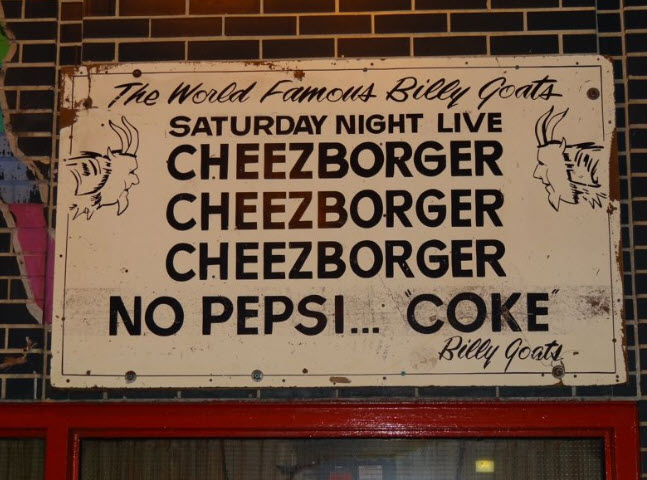 The World Famous Billy Goats
SATURDAY NIGHT LIVE
CHEEZBORGER
CHEEZBORGER
CHEEZBORGER
NO PEPSI... "COKE"
Billy Goats